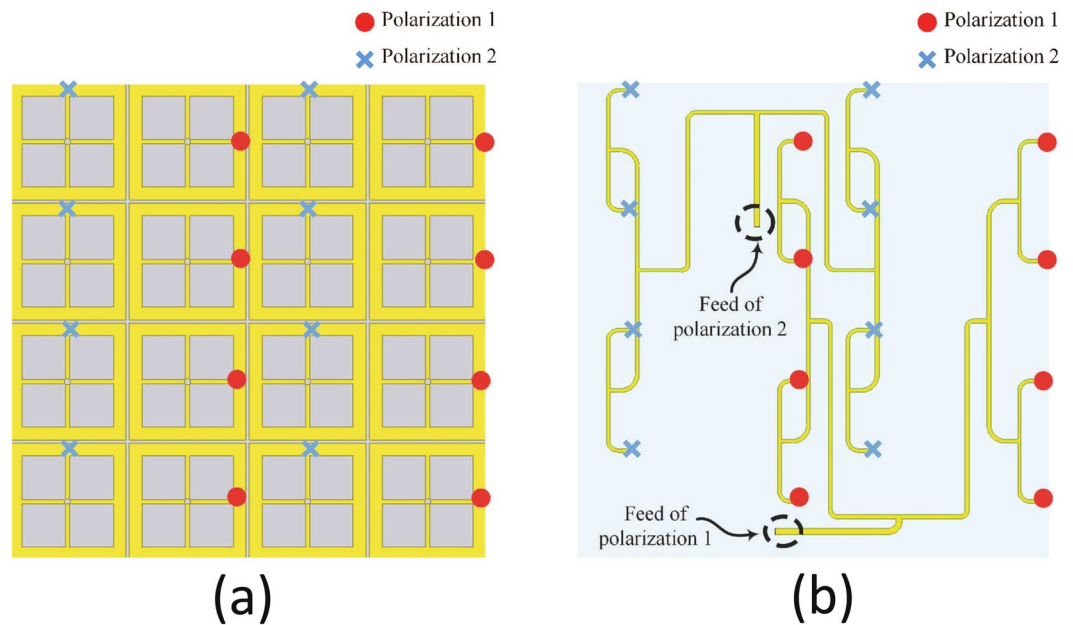 Polarization 1
Polarization 2
Polarization 1
Polarization 2
Feed of
polarization 2
Feed of
polarization 1
(a)
(b)